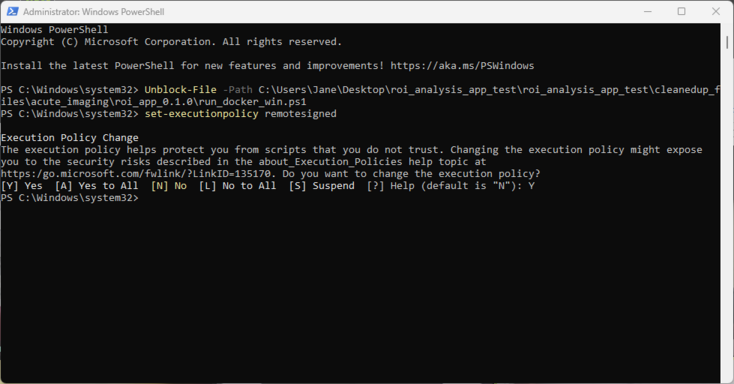 Administrator: Windows PowerShell
Windows PowerShell
Copyright (C) Microsoft Corporation. All rights reserved.
Install the latest PowerShell for new features and improvements! https://aka.ms/PSWindows
PS C:\Windows\system32> Unblock-File -Path C:\Users\Jane\Desktop\roi_analysis_app_test\roi_analysis_app_test\cleanedup_f
iles\acute_imaging\roi_app_0.1.0\run_docker_win.ps1
PS C:\Windows\system32> set-executionpolicy remotesigned
Execution Policy Change
The execution policy helps protect you from scripts that you do not trust. Changing the execution policy might expose
you to the security risks described in the about_Execution_Policies help topic at
https:/go.microsoft.com/fwlink/?LinkID=135170. Do you want to change the execution policy?
[Y] Yes  [A] Yes to All  [N] No  [L] No to All  [S] Suspend  [?] Help (default is "N"): Y
PS C:\Windows\system32>